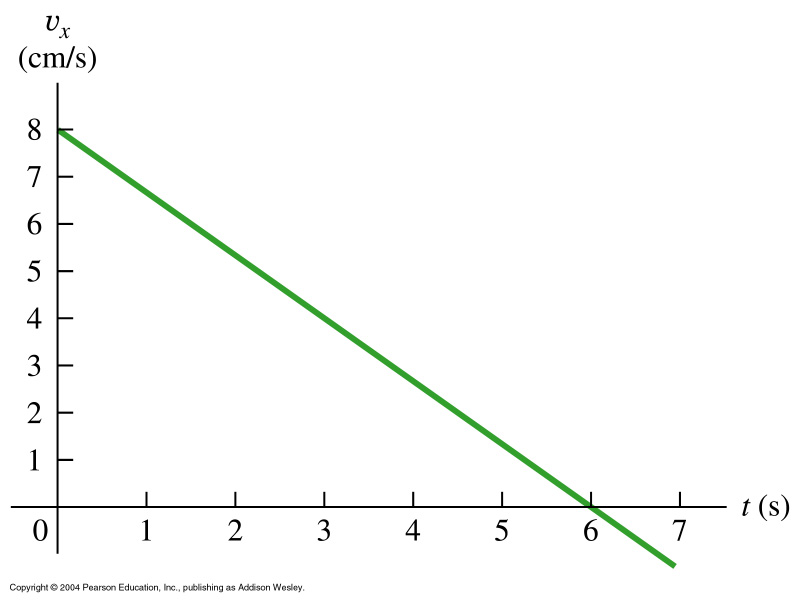 vₓ
(cm/s)
8
7
6
5
4
3
2
1
t (s)
0 1 2 3 4 5 6 7
Copyright © 2004 Pearson Education, Inc., publishing as Addison Wesley.